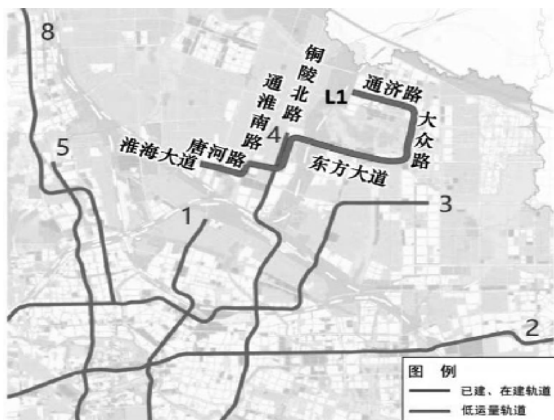 8
铜陵北路
通淮南路
L1
通济路
大众路
4
5
淮海大道
唐河路
东方大道
1
3
2
图 例
已建、在建轨道
低运量轨道